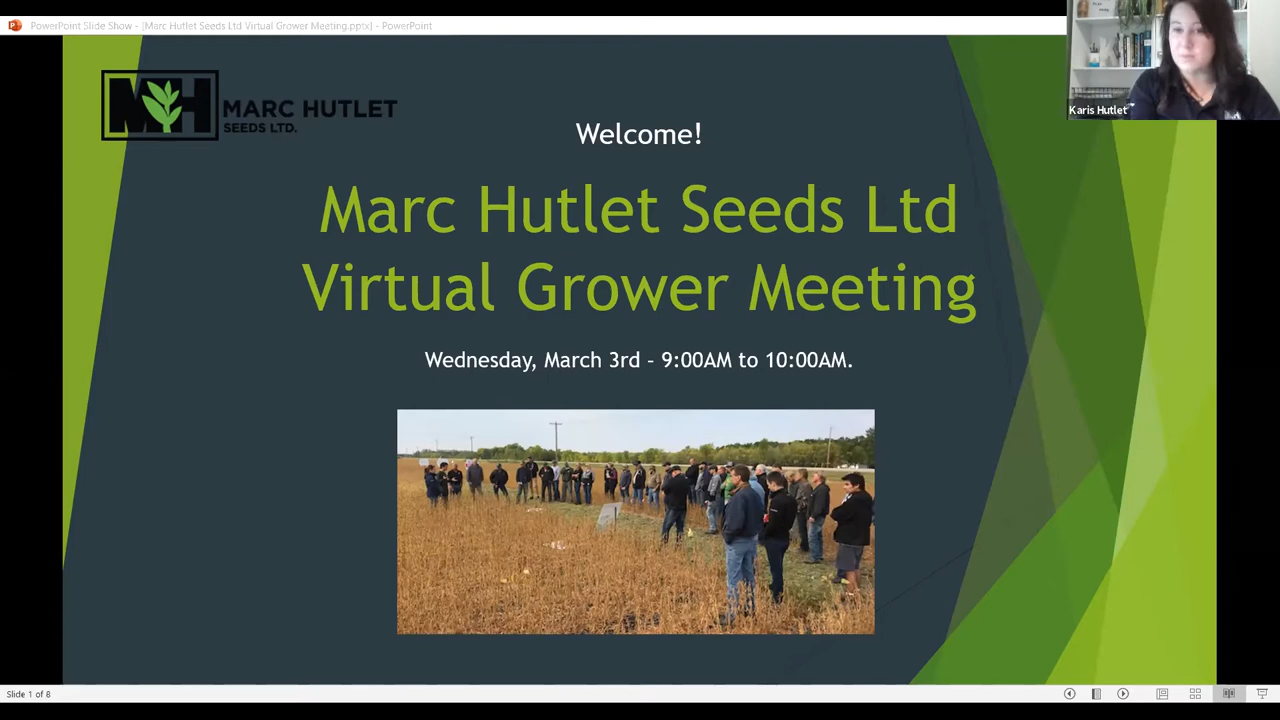 PowerPoint Slide Show - [Marc Hutlet Seeds Ltd Virtual Grower Meeting.pptx] - PowerPoint
Karis Hutlet
MH
MARC HUTLET
SEEDS LTD.
Welcome!
Marc Hutlet Seeds Ltd
Virtual Grower Meeting
Wednesday, March 3rd - 9:00AM to 10:00AM.
Slide 1 of 8